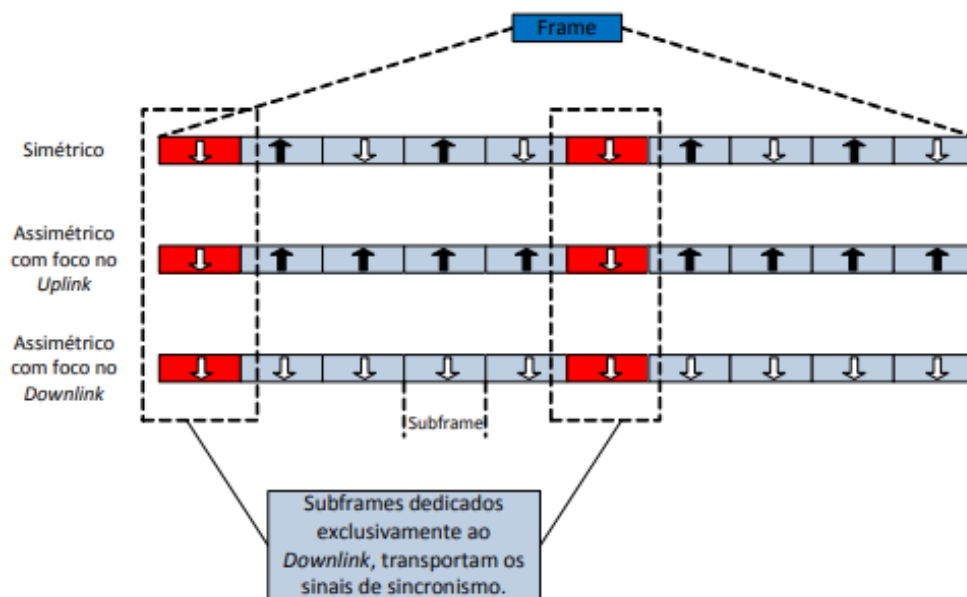 Frame
Simétrico
Assimétrico
com foco no
Uplink
Assimétrico
com foco no
Downlink
Subframe
Subframes dedicados
exclusivamente ao
Downlink, transportam os
sinais de sincronismo.